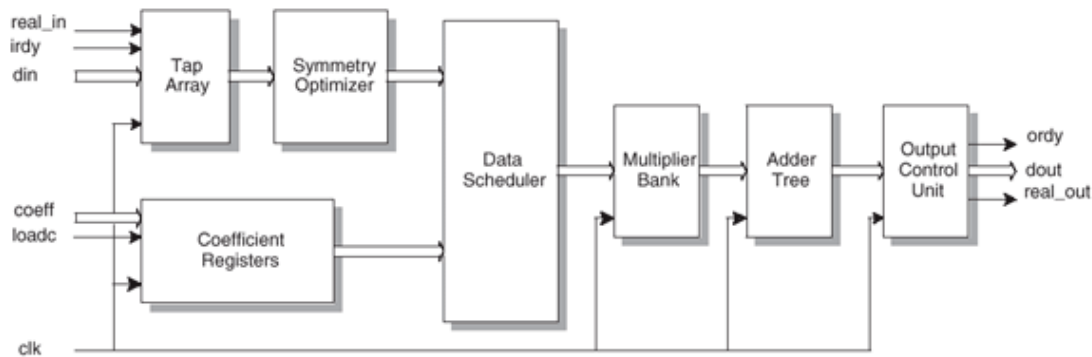 real_in
irdy
din
Tap
Array
Symmetry
Optimizer
Data
Scheduler
Multiplier
Bank
Adder
Tree
Output
Control
Unit
ordy
dout
real_out
coeff
loadc
Coefficient
Registers
clk